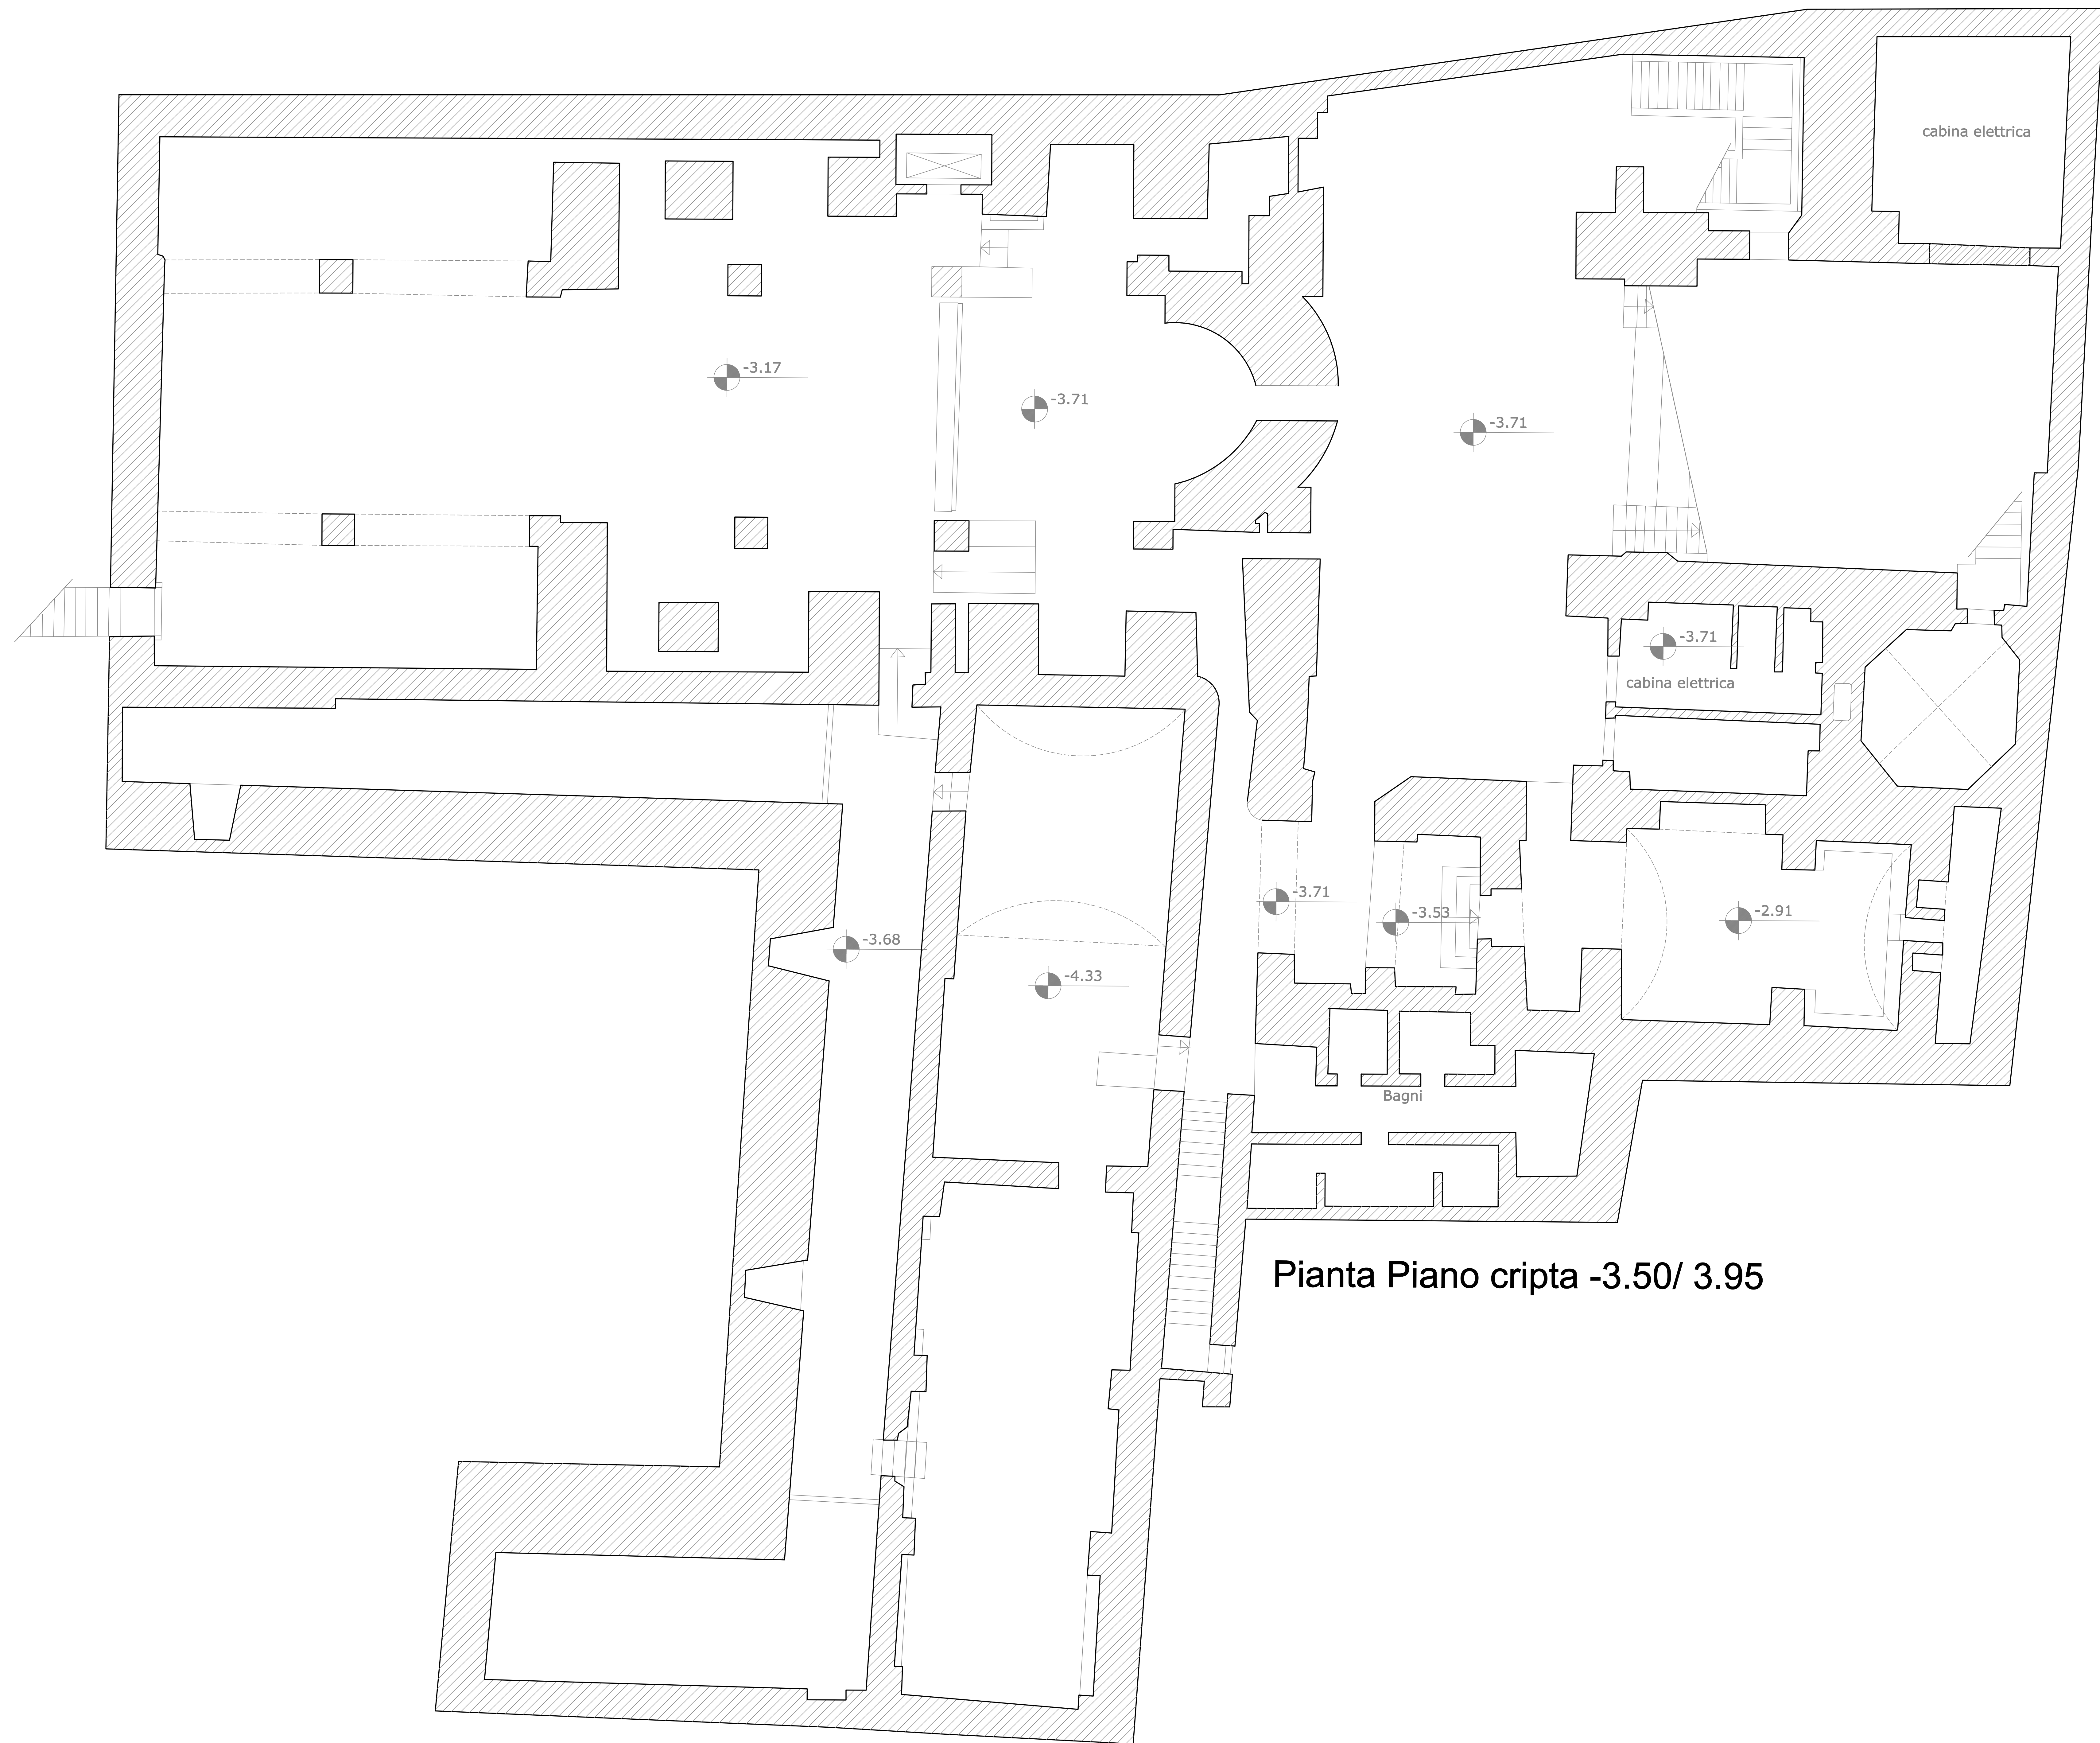 cabina elettrica
-3.17
-3.71
-3.71
-3.71
cabina elettrica
-3.71
-3.53
-2.91
-3.68
-4.33
Bagni
Pianta Piano cripta -3.50/ 3.95